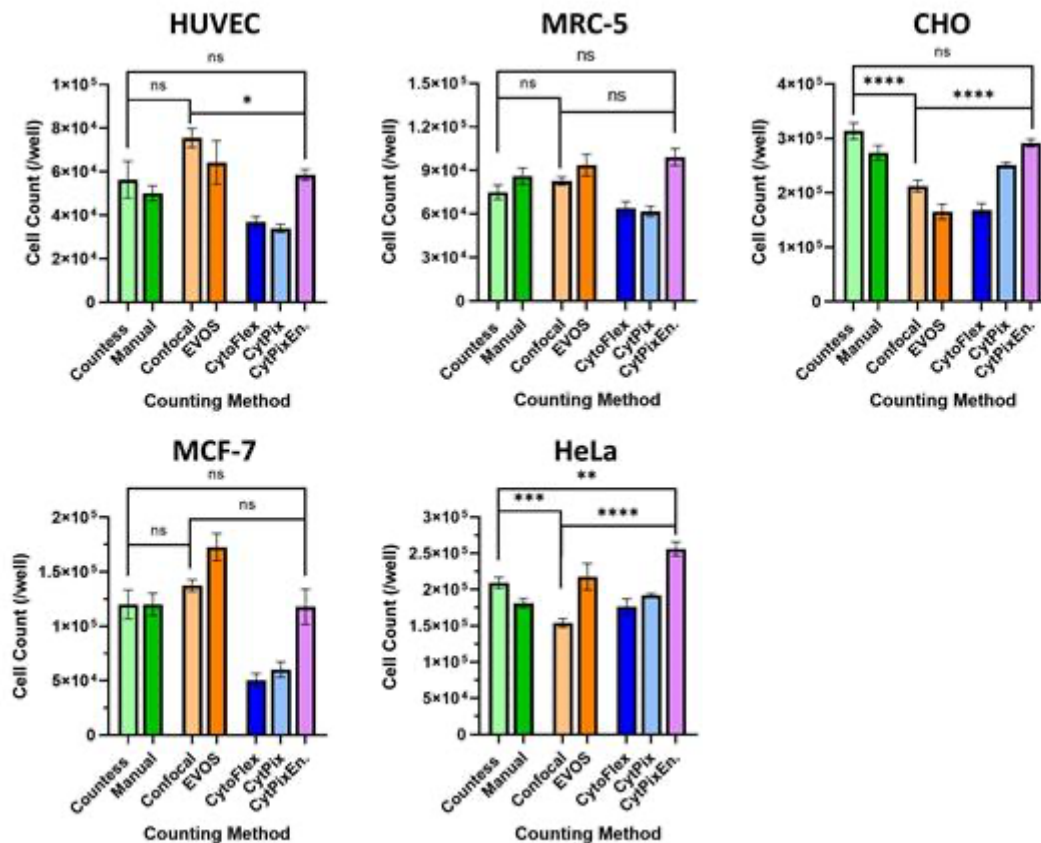 HUVEC
ns
ns
*
1×10⁵
8×10⁴
6×10⁴
4×10⁴
2×10⁴
0
Cell Count (/well)
Countess
Manual
Confocal
EVOS
CytoFlex
CytPix
CytPixEn.
Counting Method
MRC-5
ns
ns
ns
1.5×10⁵
1.2×10⁵
9×10⁴
6×10⁴
3×10⁴
0
Cell Count (/well)
Countess
Manual
Confocal
EVOS
CytoFlex
CytPix
CytPixEn.
Counting Method
CHO
ns
****
****
4×10⁵
3×10⁵
2×10⁵
1×10⁵
0
Cell Count (/well)
Countess
Manual
Confocal
EVOS
CytoFlex
CytPix
CytPixEn.
Counting Method
MCF-7
ns
ns
ns
2×10⁵
1.5×10⁵
1×10⁵
5×10⁴
0
Cell Count (/well)
Countess
Manual
Confocal
EVOS
CytoFlex
CytPix
CytPixEn.
Counting Method
HeLa
**
***
****
3×10⁵
2.5×10⁵
2×10⁵
1.5×10⁵
1×10⁵
5×10⁴
0
Cell Count (/well)
Countess
Manual
Confocal
EVOS
CytoFlex
CytPix
CytPixEn.
Counting Method